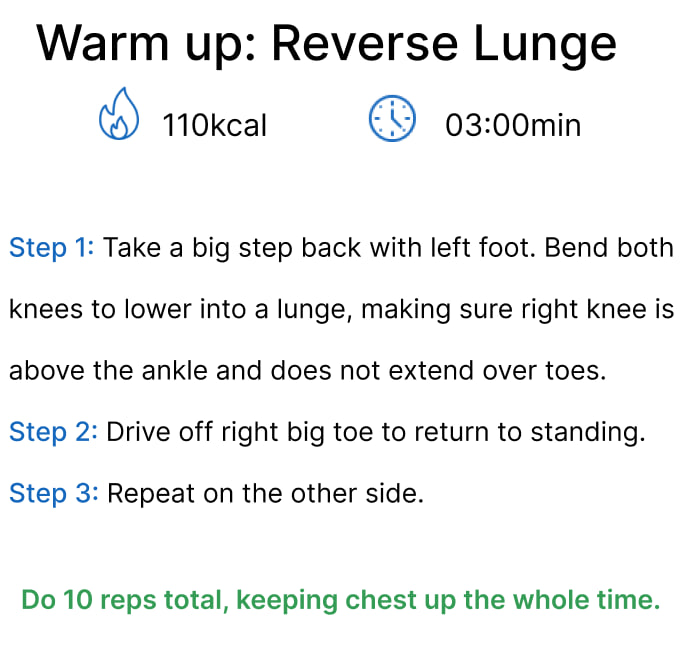 Warm up: Reverse Lunge
110kcal 03:00min
Step 1: Take a big step back with left foot. Bend both
knees to lower into a lunge, making sure right knee is
above the ankle and does not extend over toes.
Step 2: Drive off right big toe to return to standing.
Step 3: Repeat on the other side.
Do 10 reps total, keeping chest up the whole time.